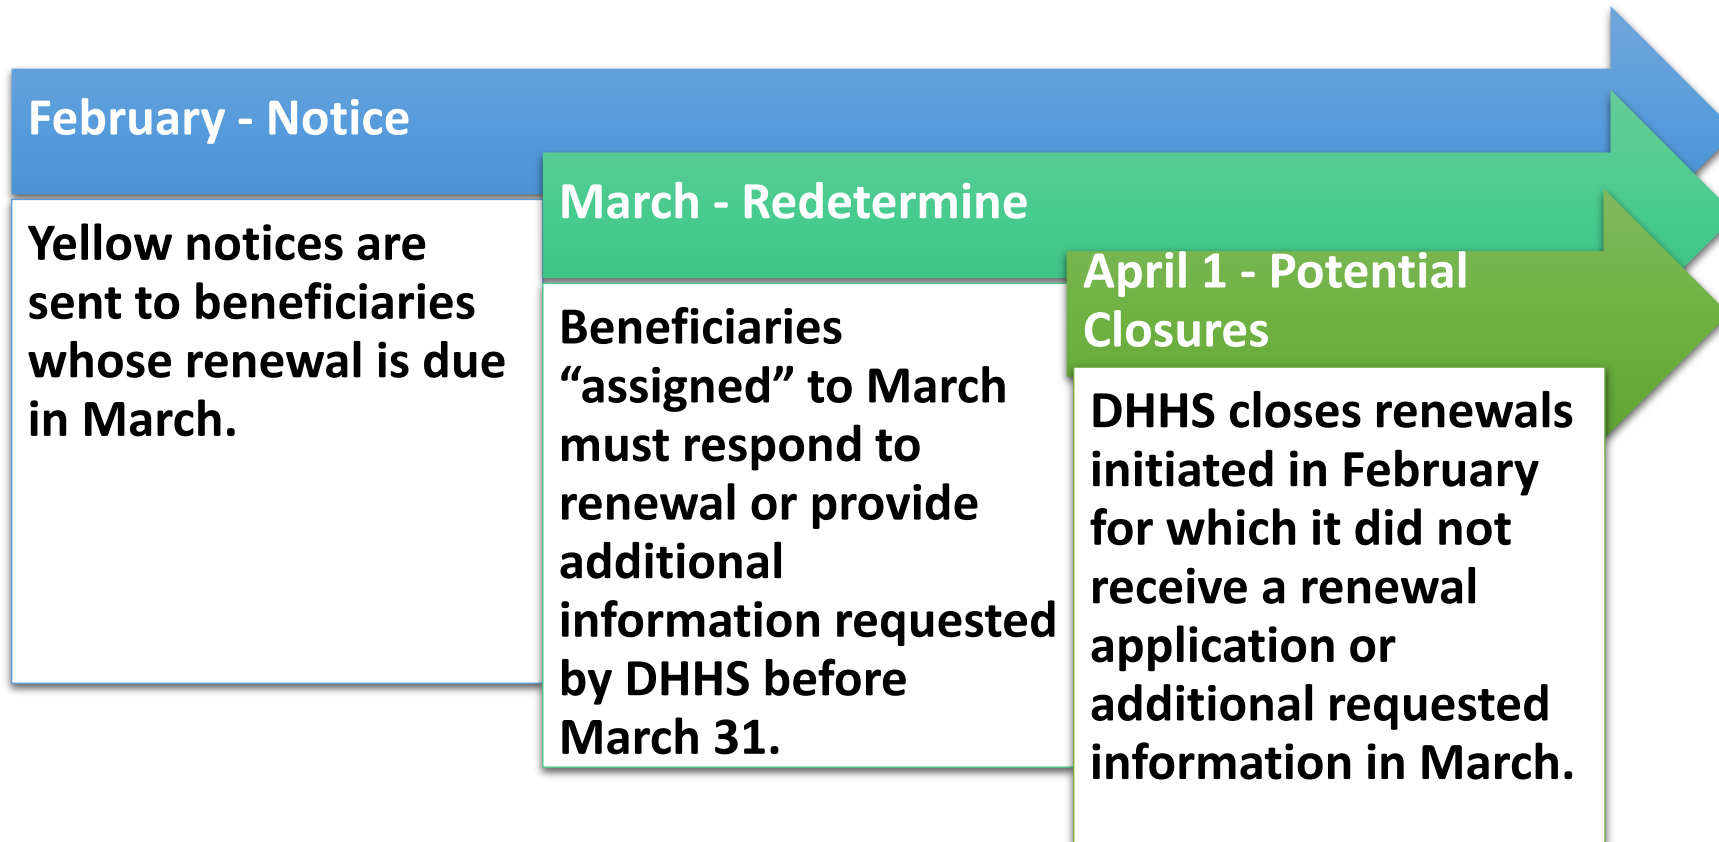 February - Notice
Yellow notices are
sent to beneficiaries
whose renewal is due
in March.
March - Redetermine
Beneficiaries
“assigned” to March
must respond to
renewal or provide
additional
information requested
by DHHS before
March 31.
April 1 - Potential
Closures
DHHS closes renewals
initiated in February
for which it did not
receive a renewal
application or
additional requested
information in March.